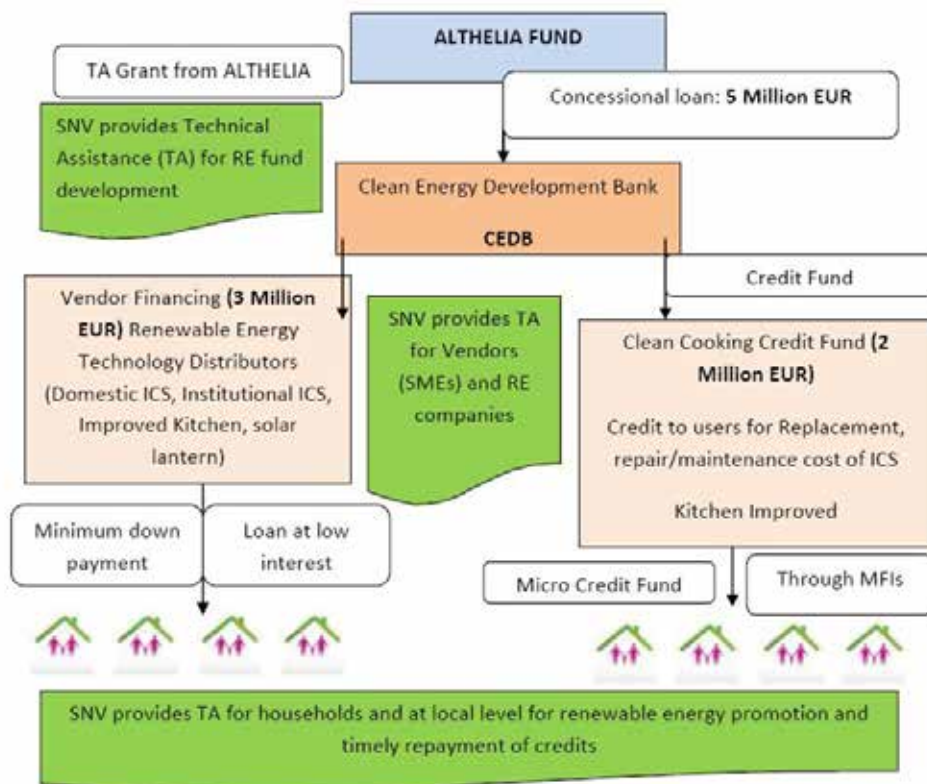 ALTHELIA FUND
TA Grant from ALTHELIA
Concessional loan: 5 Million EUR
SNV provides Technical
Assistance (TA) for RE fund
development
Clean Energy Development Bank
CEDB
Credit Fund
Vendor Financing (3 Million
EUR) Renewable Energy
Technology Distributors
(Domestic ICS, Institutional ICS,
Improved Kitchen, solar
lantern)
SNV provides TA
for Vendors
(SMEs) and RE
companies
Clean Cooking Credit Fund (2
Million EUR)
Credit to users for Replacement,
repair/maintenance cost of ICS
Kitchen Improved
Minimum down
payment
Loan at low
interest
Micro Credit Fund
Through MFIs
SNV provides TA for households and at local level for renewable energy promotion and
timely repayment of credits